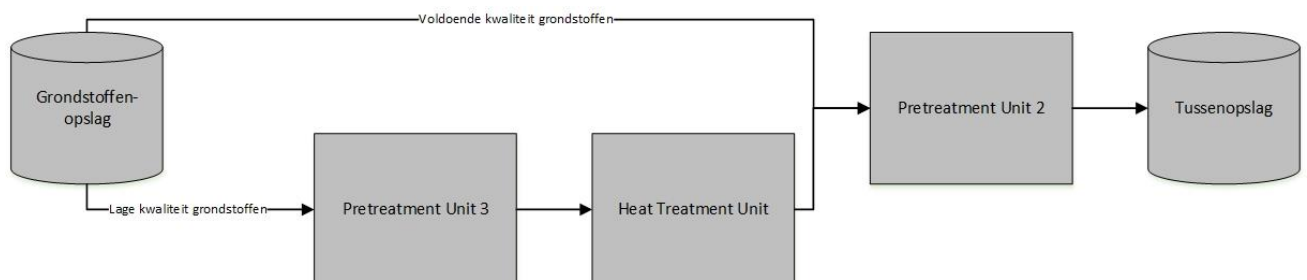 Voldoende kwaliteit grondstoffen
Grondstoffen-
opslag
Pretreatment Unit 2
Tussenopslag
Lage kwaliteit grondstoffen
Pretreatment Unit 3
Heat Treatment Unit